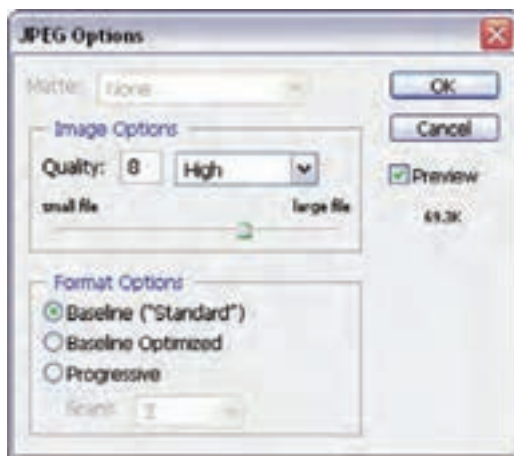 JPEG Options
Matte: None
OK
Image Options
Cancel
Quality: 8 High
Preview
small file large file
69.3K
Format Options
Baseline ("Standard")
Baseline Optimized
Progressive
Scans: 3